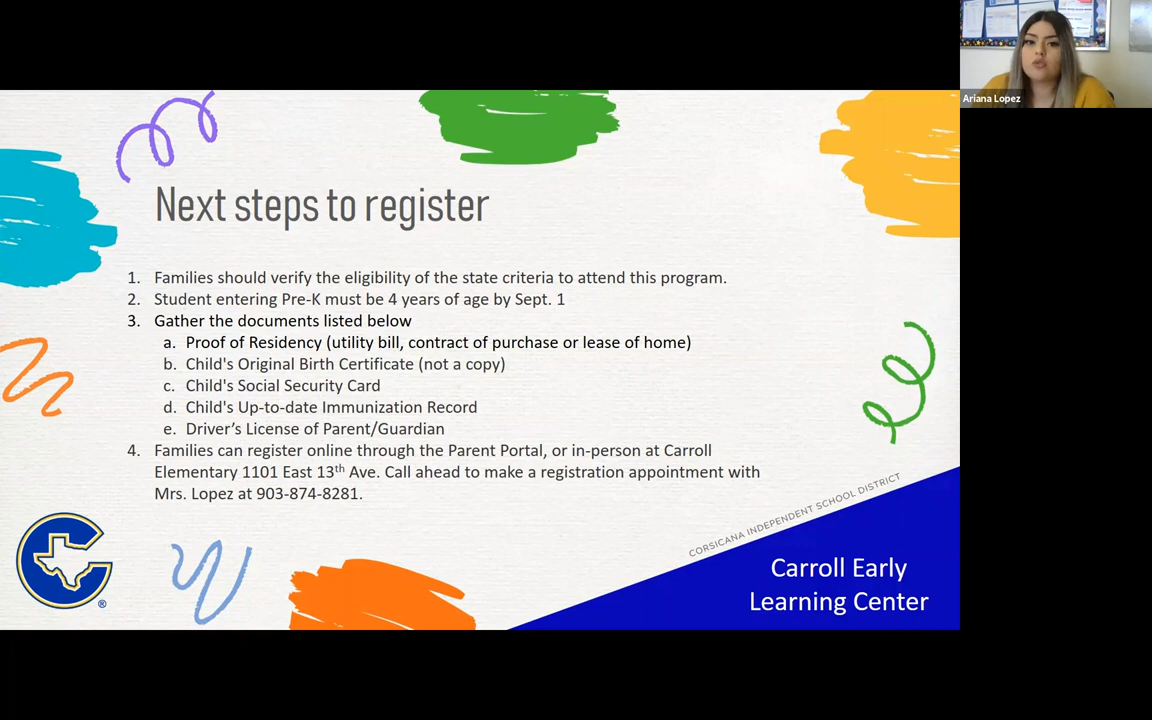 Ariana Lopez
Next steps to register
1. Families should verify the eligibility of the state criteria to attend this program.
2. Student entering Pre-K must be 4 years of age by Sept. 1
3. Gather the documents listed below
a. Proof of Residency (utility bill, contract of purchase or lease of home)
b. Child's Original Birth Certificate (not a copy)
c. Child's Social Security Card
d. Child's Up-to-date Immunization Record
e. Driver’s License of Parent/Guardian
4. Families can register online through the Parent Portal, or in-person at Carroll
Elementary 1101 East 13th Ave. Call ahead to make a registration appointment with
Mrs. Lopez at 903-874-8281.
CORSICANA INDEPENDENT SCHOOL DISTRICT
Carroll Early
Learning Center
C
®